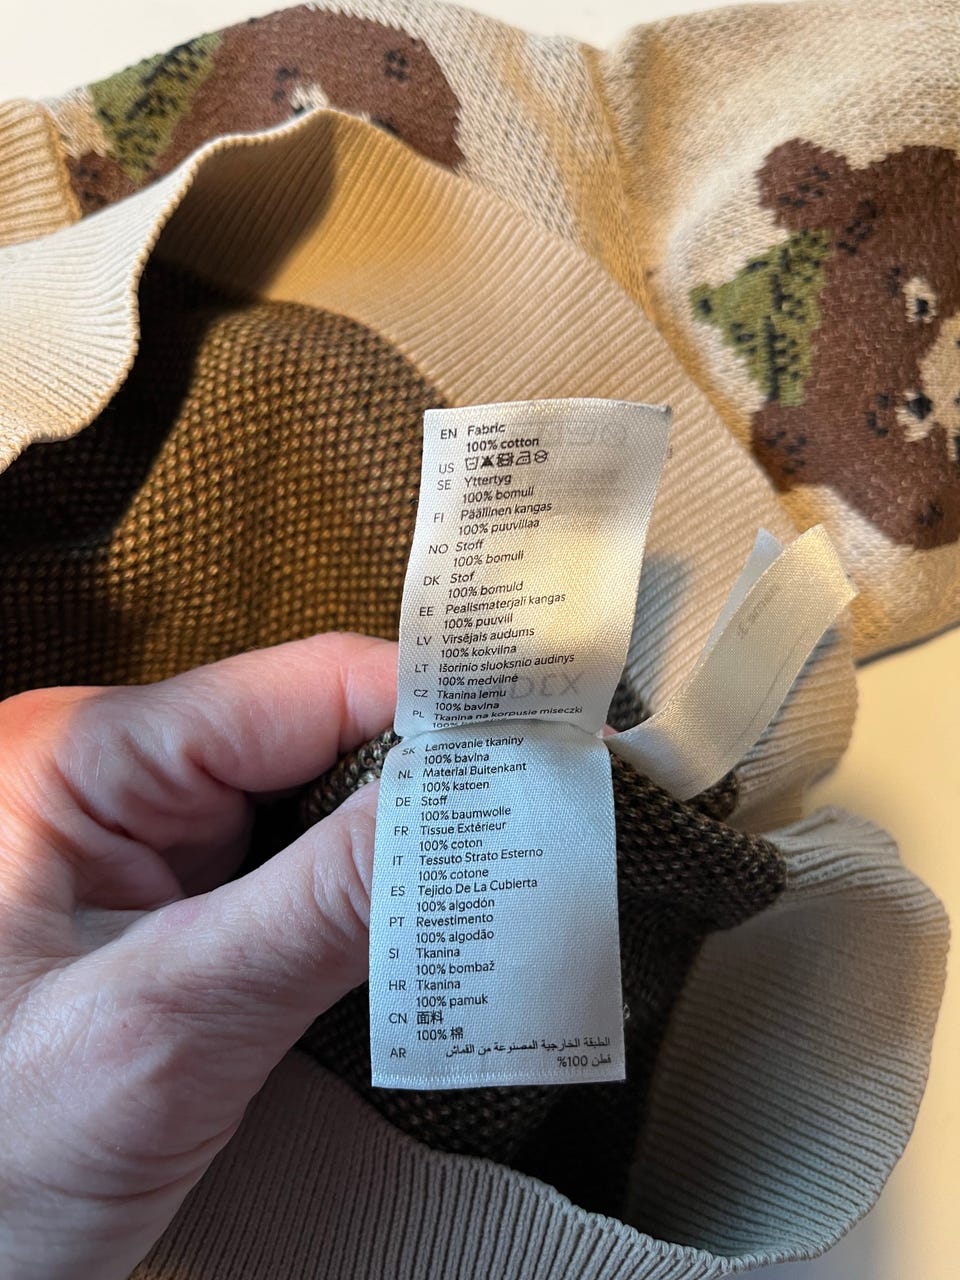 EN Fabric
100% cotton
US
SE Yttertyg
100% bomull
FI Päällinen kangas
100% puuvillaa
NO Stoff
100% bomull
DK Stof
100% bomuld
EE Pealismaterjali kangas
100% puuvill
LV Virsējais audums
100% kokvilna
LT Išorinio sluoksnio audinys
100% medvilnė
CZ Tkanina lemu
100% bavlna
PL Tkanina na korpusie miseczki
100%
SK Lemovanie tkaniny
100% bavlna
NL Material Buitenkant
100% katoen
DE Stoff
100% baumwolle
FR Tissue Extérieur
100% coton
IT Tessuto Strato Esterno
100% cotone
ES Tejido De La Cubierta
100% algodón
PT Revestimento
100% algodão
SI Tkanina
100% bombaž
HR Tkanina
100% pamuk
CN 面料
100% 棉
AR الطبقة الخارجية المصنوعة من القماش
قطن 100%